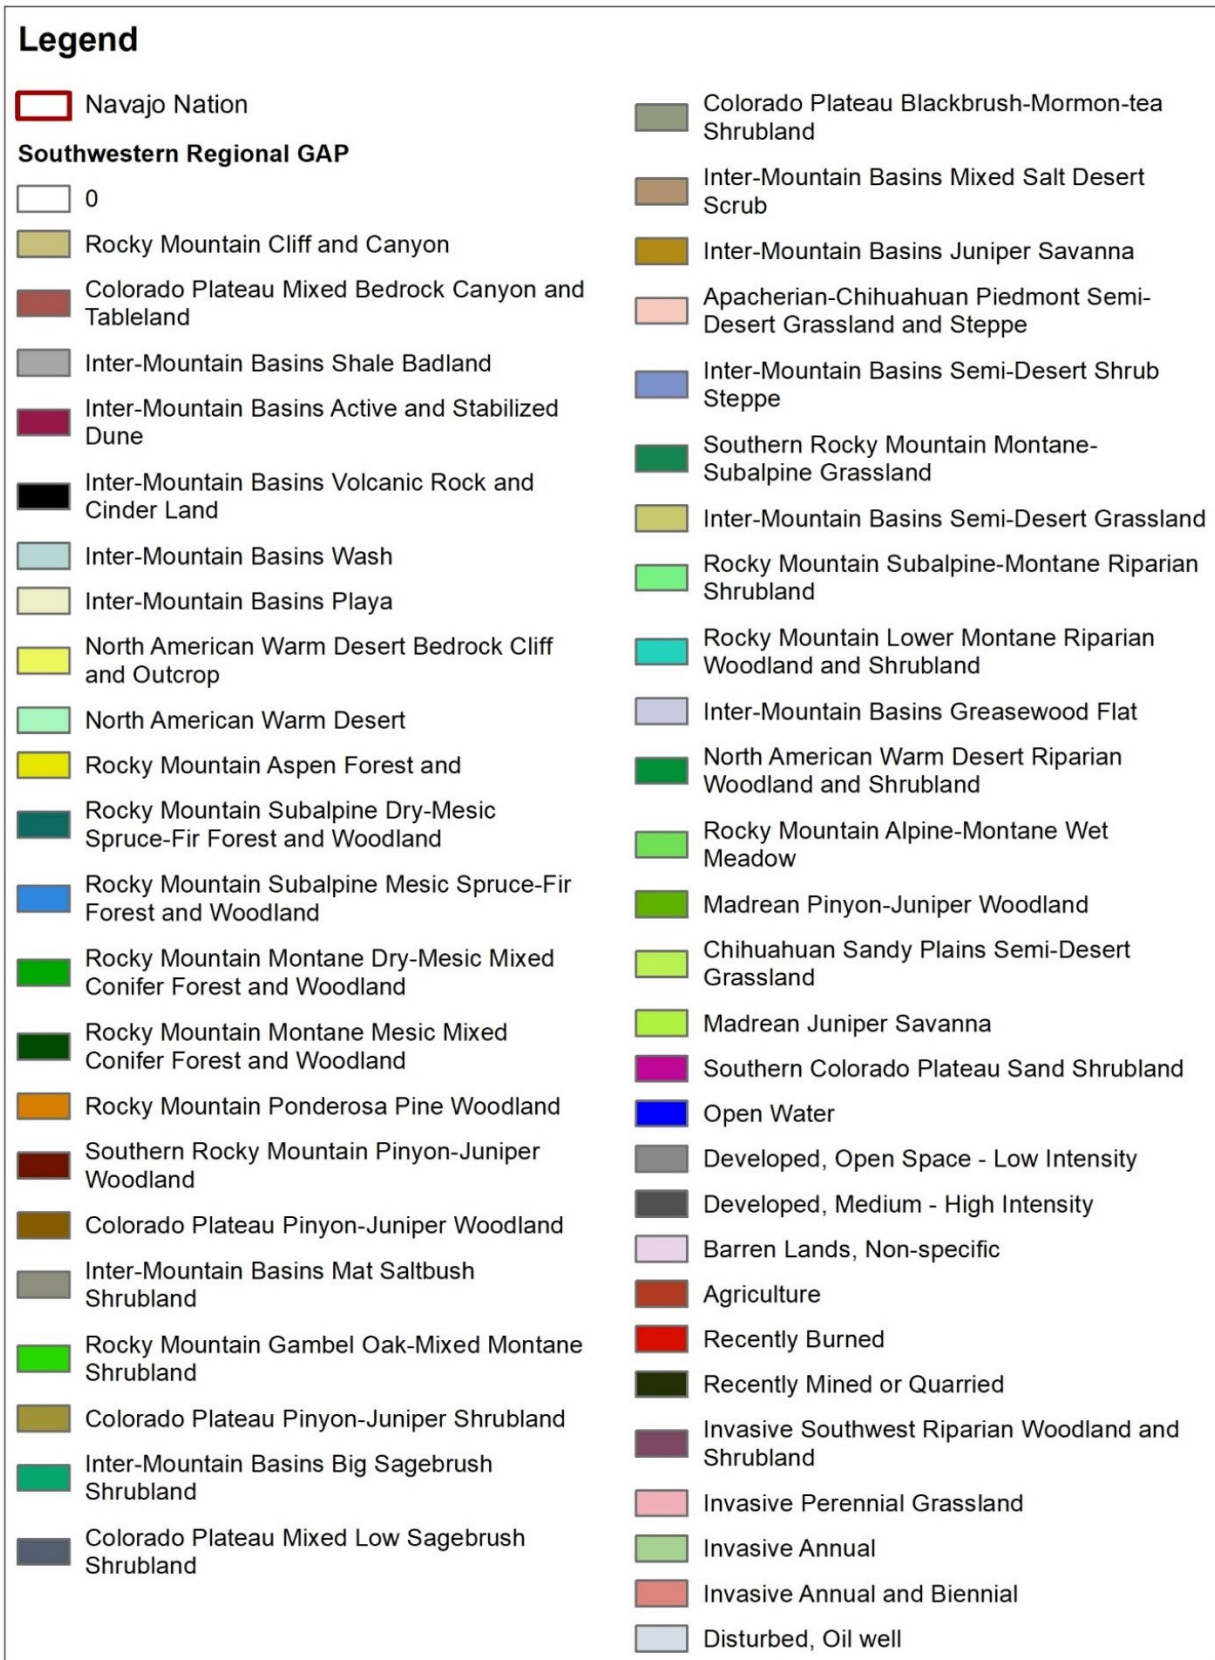 Legend
Navajo Nation
Southwestern Regional GAP
0
Rocky Mountain Cliff and Canyon
Colorado Plateau Mixed Bedrock Canyon and
Tableland
Inter-Mountain Basins Shale Badland
Inter-Mountain Basins Active and Stabilized
Dune
Inter-Mountain Basins Volcanic Rock and
Cinder Land
Inter-Mountain Basins Wash
Inter-Mountain Basins Playa
North American Warm Desert Bedrock Cliff
and Outcrop
North American Warm Desert
Rocky Mountain Aspen Forest and
Rocky Mountain Subalpine Dry-Mesic
Spruce-Fir Forest and Woodland
Rocky Mountain Subalpine Mesic Spruce-Fir
Forest and Woodland
Rocky Mountain Montane Dry-Mesic Mixed
Conifer Forest and Woodland
Rocky Mountain Montane Mesic Mixed
Conifer Forest and Woodland
Rocky Mountain Ponderosa Pine Woodland
Southern Rocky Mountain Pinyon-Juniper
Woodland
Colorado Plateau Pinyon-Juniper Woodland
Inter-Mountain Basins Mat Saltbush
Shrubland
Rocky Mountain Gambel Oak-Mixed Montane
Shrubland
Colorado Plateau Pinyon-Juniper Shrubland
Inter-Mountain Basins Big Sagebrush
Shrubland
Colorado Plateau Mixed Low Sagebrush
Shrubland
Colorado Plateau Blackbrush-Mormon-tea
Shrubland
Inter-Mountain Basins Mixed Salt Desert
Scrub
Inter-Mountain Basins Juniper Savanna
Apacherian-Chihuahuan Piedmont Semi-
Desert Grassland and Steppe
Inter-Mountain Basins Semi-Desert Shrub
Steppe
Southern Rocky Mountain Montane-
Subalpine Grassland
Inter-Mountain Basins Semi-Desert Grassland
Rocky Mountain Subalpine-Montane Riparian
Shrubland
Rocky Mountain Lower Montane Riparian
Woodland and Shrubland
Inter-Mountain Basins Greasewood Flat
North American Warm Desert Riparian
Woodland and Shrubland
Rocky Mountain Alpine-Montane Wet
Meadow
Madrean Pinyon-Juniper Woodland
Chihuahuan Sandy Plains Semi-Desert
Grassland
Madrean Juniper Savanna
Southern Colorado Plateau Sand Shrubland
Open Water
Developed, Open Space - Low Intensity
Developed, Medium - High Intensity
Barren Lands, Non-specific
Agriculture
Recently Burned
Recently Mined or Quarried
Invasive Southwest Riparian Woodland and
Shrubland
Invasive Perennial Grassland
Invasive Annual
Invasive Annual and Biennial
Disturbed, Oil well